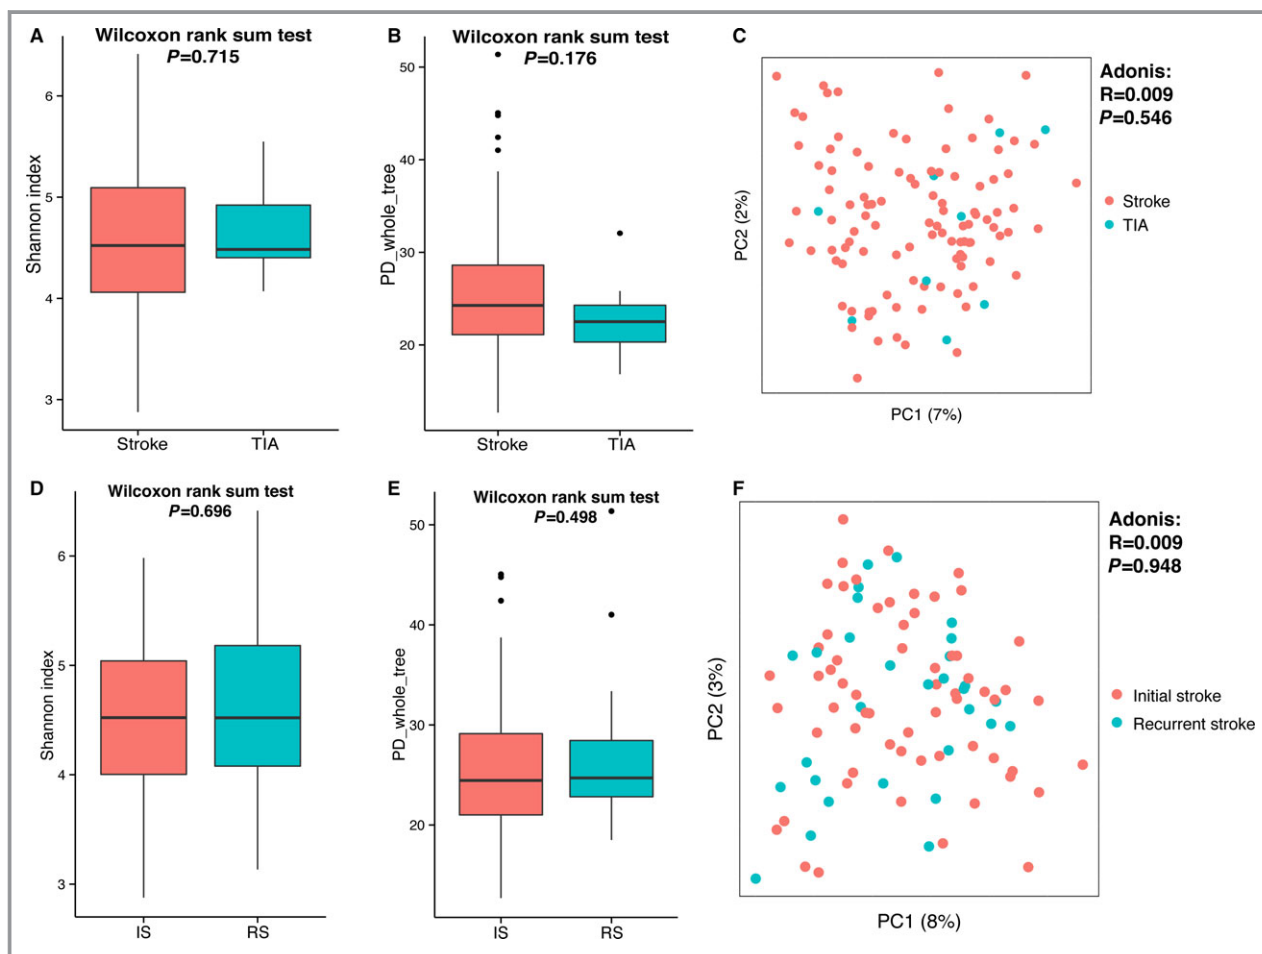 A
Wilcoxon rank sum test
P=0.715
Shannon index
6
5
4
3
Stroke
TIA
B
Wilcoxon rank sum test
P=0.176
PD_whole_tree
50
40
30
20
Stroke
TIA
C
Adonis:
R=0.009
P=0.546
PC2 (2%)
Stroke
TIA
PC1 (7%)
D
Wilcoxon rank sum test
P=0.696
Shannon index
6
5
4
3
IS
RS
E
Wilcoxon rank sum test
P=0.498
PD_whole_tree
50
40
30
20
IS
RS
F
Adonis:
R=0.009
P=0.948
PC2 (3%)
Initial stroke
Recurrent stroke
PC1 (8%)